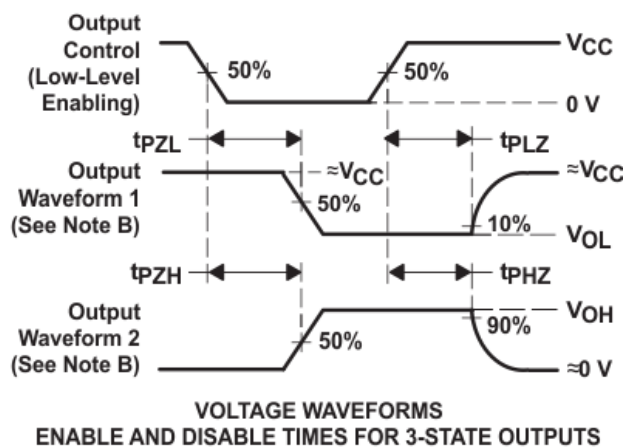 Output
Control
(Low-Level
Enabling)
50%
50%
VCC
0 V
tPZL
tPLZ
Output
Waveform 1
(See Note B)
≈VCC
50%
≈VCC
10%
VOL
tPZH
tPHZ
Output
Waveform 2
(See Note B)
50%
VOH
90%
≈0 V
VOLTAGE WAVEFORMS
ENABLE AND DISABLE TIMES FOR 3-STATE OUTPUTS